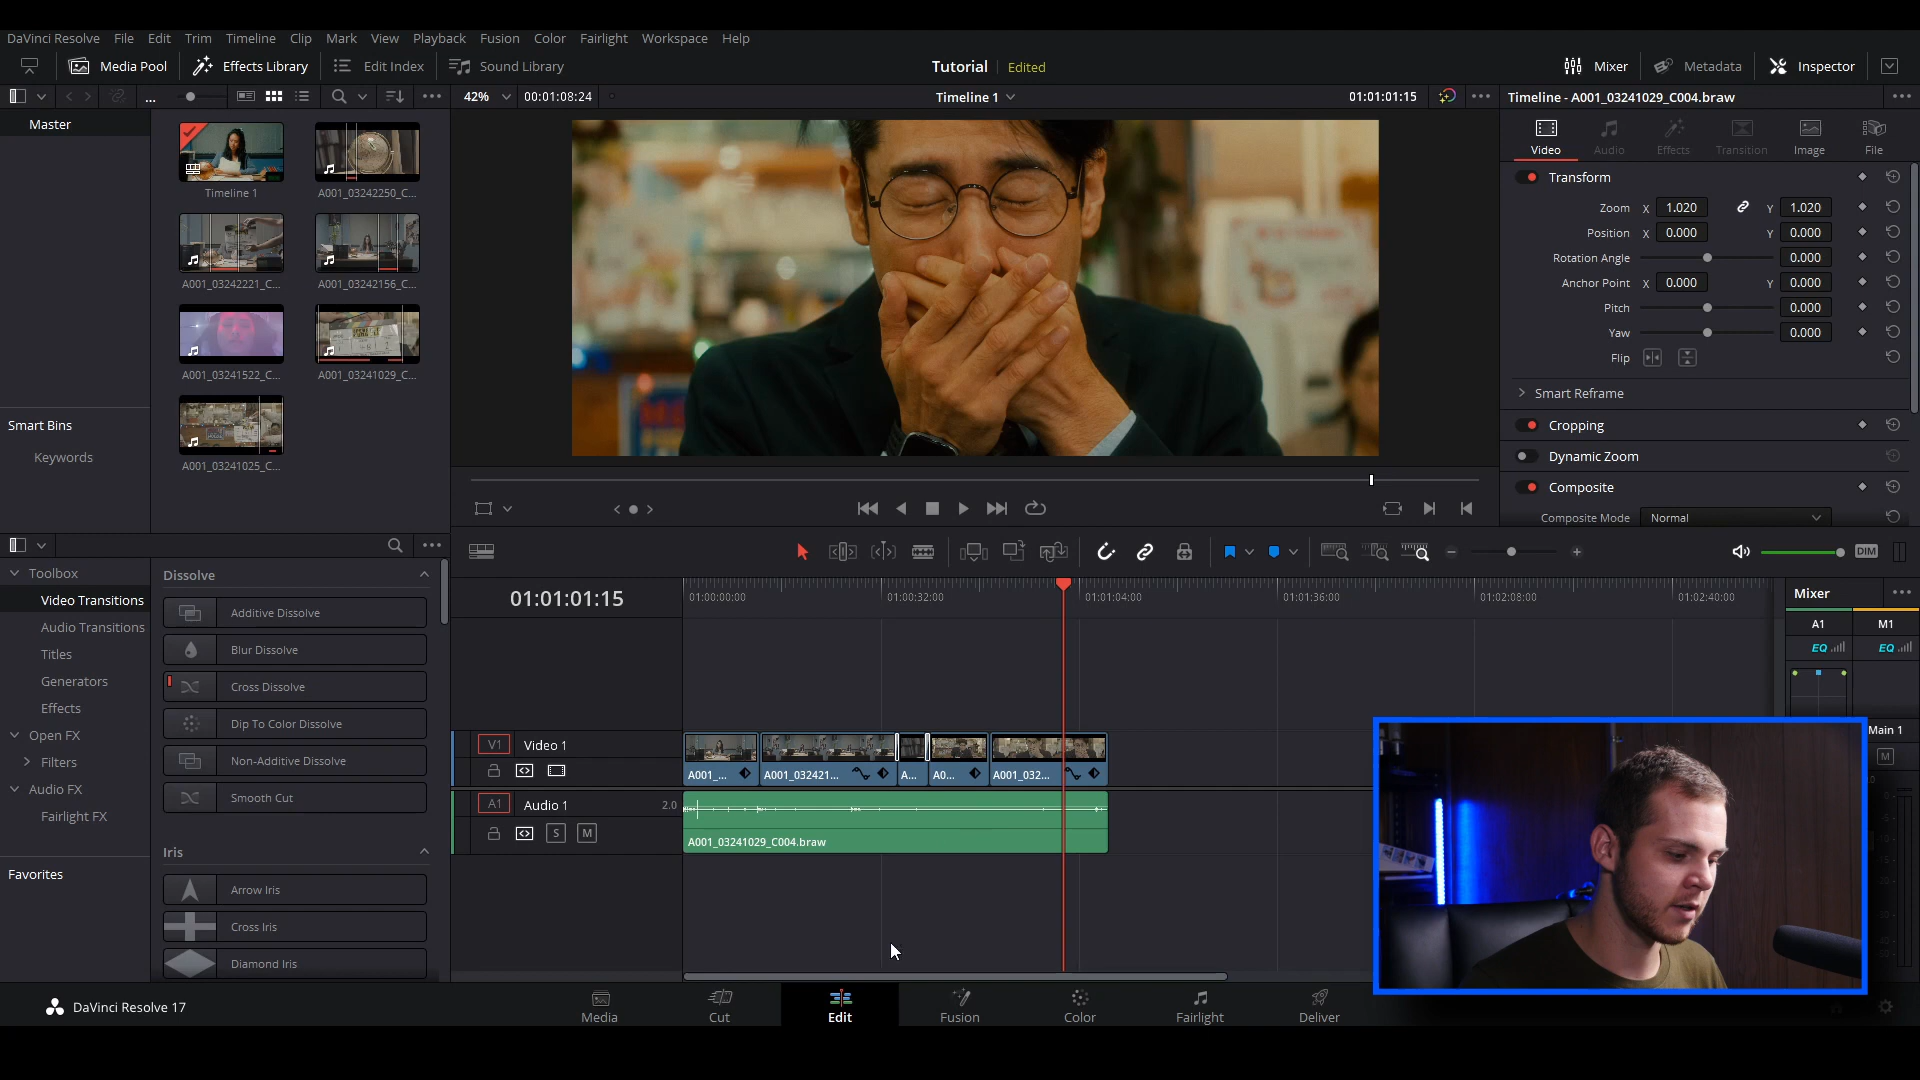 DaVinci Resolve File Edit Trim Timeline Clip Mark View Playback Fusion Color Fairlight Workspace Help
Media Pool Effects Library Edit Index Sound Library Tutorial Edited Mixer Metadata Inspector
... 42% 00:01:08:24 Timeline 1 01:01:01:15 Timeline - A001_03241029_C004.braw
Master
Timeline 1 A001_03242250_C...
A001_03242221_C... A001_03242156_C...
A001_03241522_C... A001_03241029_C...
A001_03241025_C...
Smart Bins
Keywords
Video Audio Effects Transition Image File
Transform
Zoom X 1.020 Y 1.020
Position X 0.000 Y 0.000
Rotation Angle 0.000
Anchor Point X 0.000 Y 0.000
Pitch 0.000
Yaw 0.000
Flip
Smart Reframe
Cropping
Dynamic Zoom
Composite
Composite Mode Normal
Toolbox
Video Transitions
Audio Transitions
Titles
Generators
Effects
Open FX
Filters
Audio FX
Fairlight FX
Favorites
Dissolve
Additive Dissolve
Blur Dissolve
Cross Dissolve
Dip To Color Dissolve
Non-Additive Dissolve
Smooth Cut
Iris
Arrow Iris
Cross Iris
Diamond Iris
DIM
01:01:01:15
01:00:00:00 01:00:32:00 01:01:04:00 01:01:36:00 01:02:08:00 01:02:40:00
V1 Video 1
A001_... A001_032421... A... A0... A001_032...
A1 Audio 1 2.0
S M
A001_03241029_C004.braw
Mixer
A1 M1
EQ EQ
Main 1
M
DaVinci Resolve 17
Media Cut Edit Fusion Color Fairlight Deliver